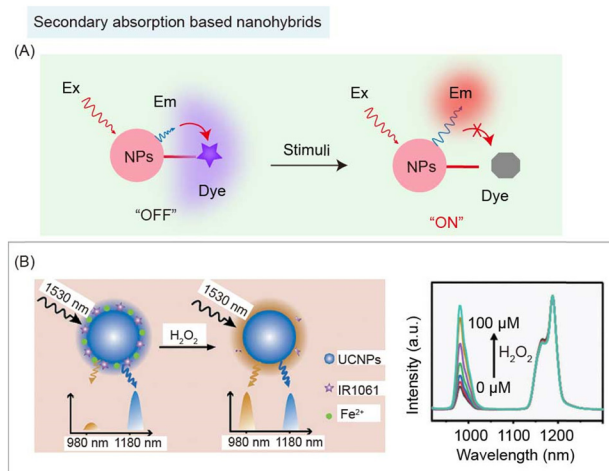 Secondary absorption based nanohybrids
(A)
Ex
Em
NPs
Dye
"OFF"
Stimuli
Ex
Em
NPs
Dye
"ON"
(B)
1530 nm
H₂O₂
1530 nm
UCNPs
IR1061
Fe²⁺
980 nm 1180 nm
980 nm 1180 nm
Intensity (a.u.)
100 μM
H₂O₂
0 μM
1000 1100 1200
Wavelength (nm)